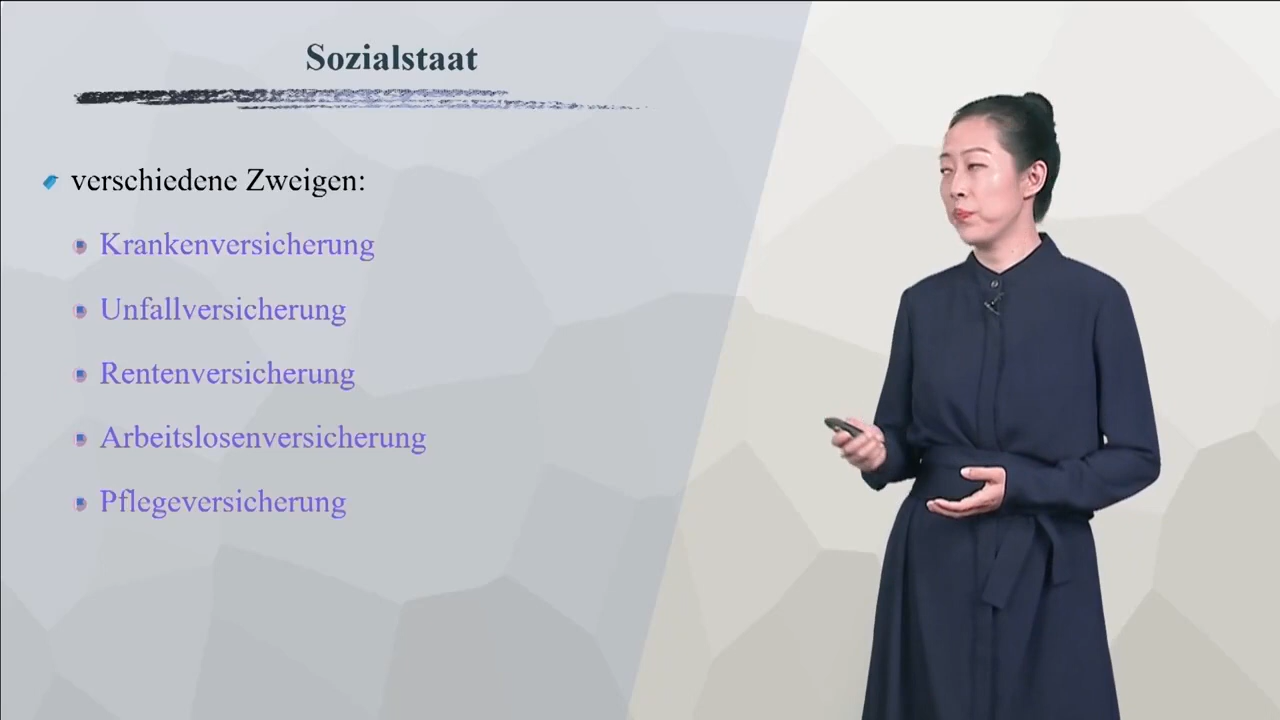 Sozialstaat
verschiedene Zweigen:
Krankenversicherung
Unfallversicherung
Rentenversicherung
Arbeitslosenversicherung
Pflegeversicherung